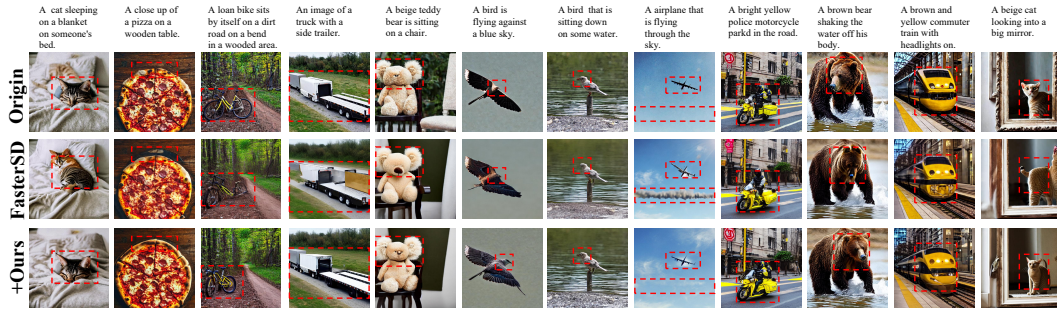 A  cat sleeping
on a blanket
on someone's
bed.
A close up of
a pizza on a
wooden table.
A loan bike sits
by itself on a dirt
road on a bend
in a wooded area.
An image of a
truck with a
side trailer.
A beige teddy
bear is sitting
on a chair.
A bird is
flying against
a blue sky.
A bird  that is
sitting down
on some water.
A airplane that
is flying
through the
sky.
A bright yellow
police motorcycle
parkd in the road.
A brown bear
shaking the
water off his
body.
A brown and
yellow commuter
train with
headlights on.
A beige cat
looking into a
big mirror.
Origin
FasterSD
+Ours